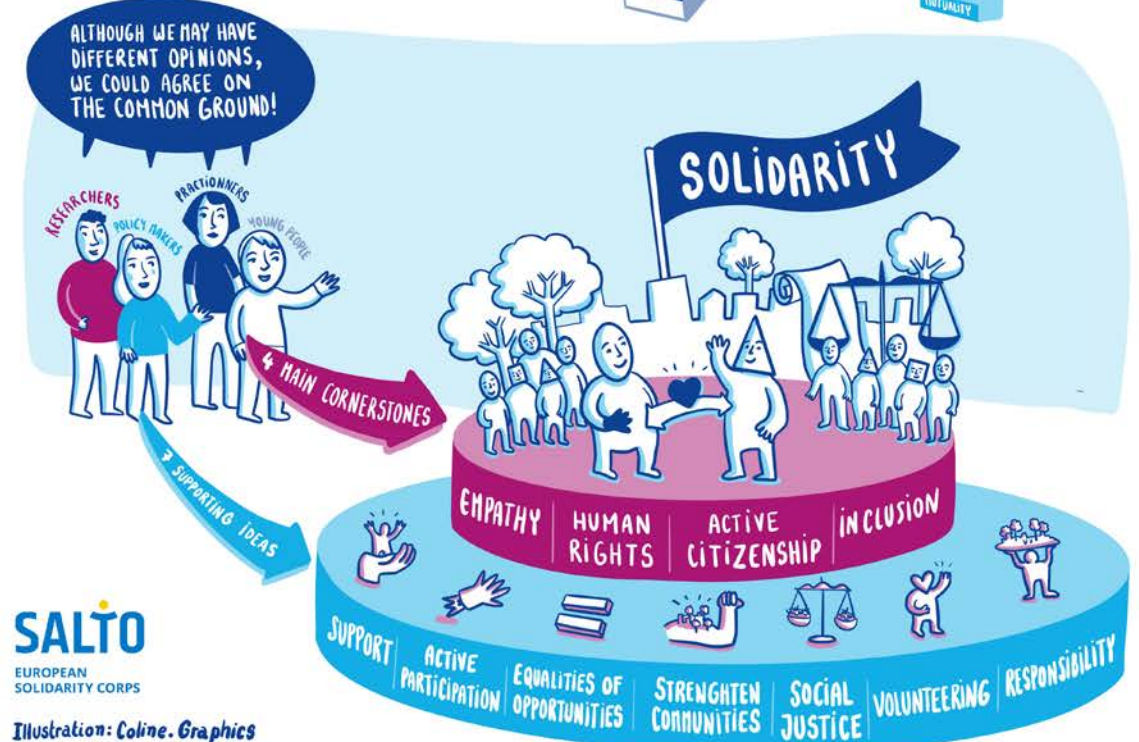 MUTUALITY
ALTHOUGH WE MAY HAVE
DIFFERENT OPINIONS,
WE COULD AGREE ON
THE COMMON GROUND!
RESEARCHERS
POLICY MAKERS
PRACTIONNERS
YOUNG PEOPLE
SOLIDARITY
4 MAIN CORNERSTONES
7 SUPPORTING IDEAS
EMPATHY
HUMAN
RIGHTS
ACTIVE
CITIZENSHIP
INCLUSION
SUPPORT
ACTIVE
PARTICIPATION
EQUALITIES OF
OPPORTUNITIES
STRENGHTEN
COMMUNITIES
SOCIAL
JUSTICE
VOLUNTEERING
RESPONSIBILITY
SALTO
EUROPEAN
SOLIDARITY CORPS
Illustration: Coline.Graphics